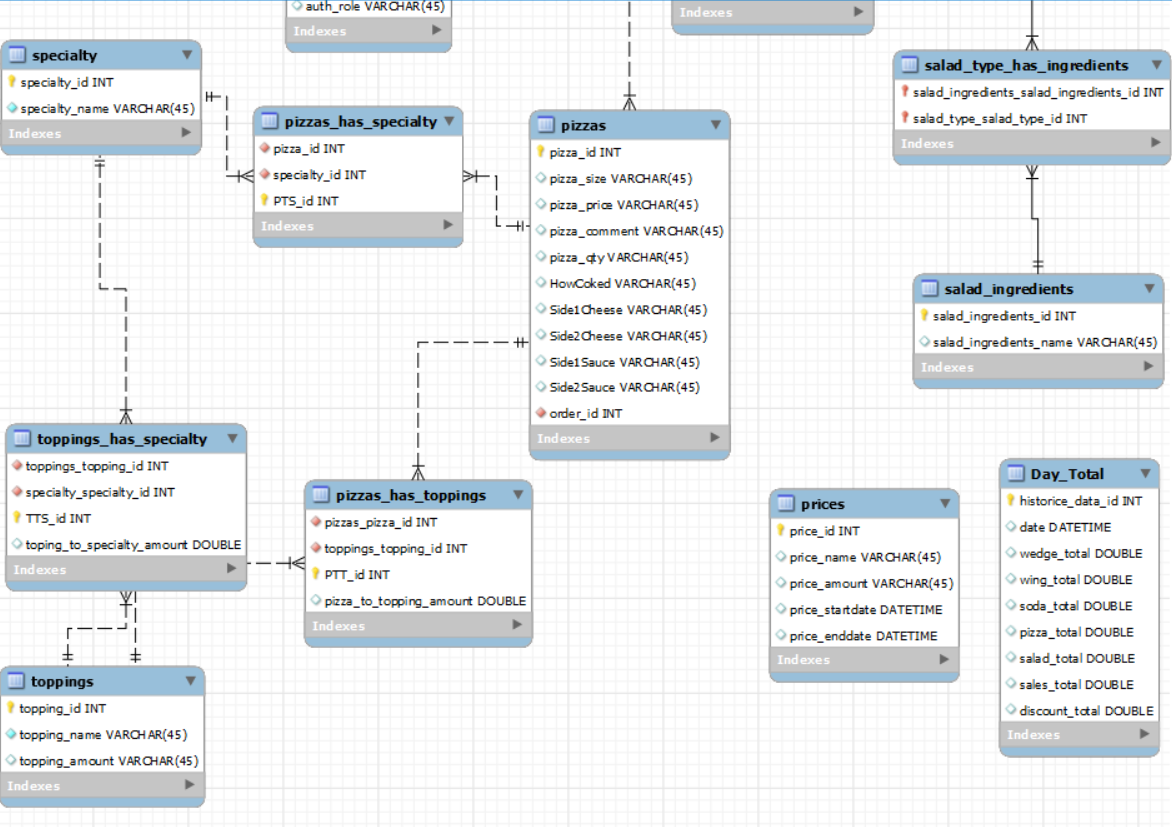 auth_role VARCHAR(45)
Indexes
Indexes
specialty
specialty_id INT
specialty_name VARCHAR(45)
Indexes
pizzas_has_specialty
pizza_id INT
specialty_id INT
PTS_id INT
Indexes
pizzas
pizza_id INT
pizza_size VARCHAR(45)
pizza_price VARCHAR(45)
pizza_comment VARCHAR(45)
pizza_qty VARCHAR(45)
HowCoked VARCHAR(45)
Side1Cheese VARCHAR(45)
Side2Cheese VARCHAR(45)
Side1Sauce VARCHAR(45)
Side2Sauce VARCHAR(45)
order_id INT
Indexes
salad_type_has_ingredients
salad_ingredients_salad_ingredients_id INT
salad_type_salad_type_id INT
Indexes
salad_ingredients
salad_ingredients_id INT
salad_ingredients_name VARCHAR(45)
Indexes
toppings_has_specialty
toppings_topping_id INT
specialty_specialty_id INT
TTS_id INT
toping_to_specialty_amount DOUBLE
Indexes
pizzas_has_toppings
pizzas_pizza_id INT
toppings_topping_id INT
PTT_id INT
pizza_to_topping_amount DOUBLE
Indexes
prices
price_id INT
price_name VARCHAR(45)
price_amount VARCHAR(45)
price_startdate DATETIME
price_enddate DATETIME
Indexes
Day_Total
historice_data_id INT
date DATETIME
wedge_total DOUBLE
wing_total DOUBLE
soda_total DOUBLE
pizza_total DOUBLE
salad_total DOUBLE
sales_total DOUBLE
discount_total DOUBLE
Indexes
toppings
topping_id INT
topping_name VARCHAR(45)
topping_amount VARCHAR(45)
Indexes